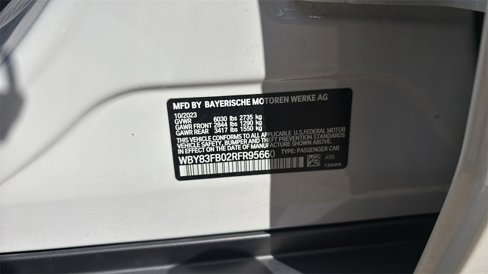 MFD BY BAYERISCHE MOTOREN WERKE AG
10/2023
GVWR 6030 lbs 2735 kg
GAWR FRONT 2844 lbs 1290 kg
GAWR REAR 3417 lbs 1550 kg
THIS VEHICLE CONFORMS TO ALL APPLICABLE U.S. FEDERAL MOTOR
VEHICLE SAFETY, BUMPER, AND THEFT PREVENTION STANDARDS
IN EFFECT ON THE DATE OF MANUFACTURE SHOWN ABOVE.
WBY83FB02RFR95660 TYPE: PASSENGER CAR
A90